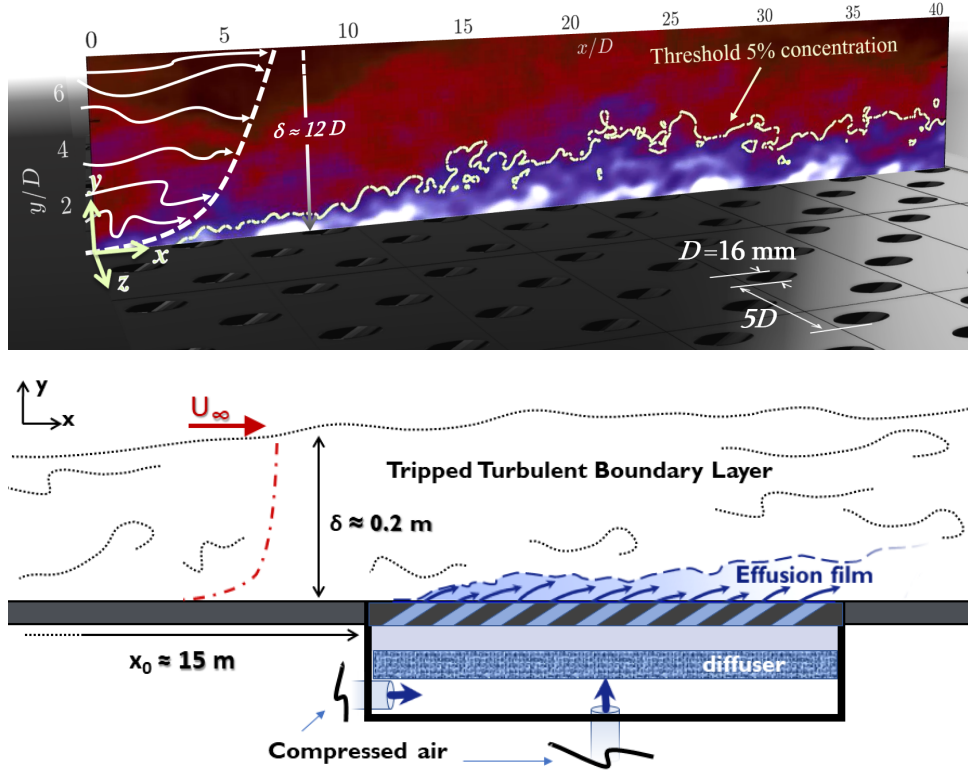 0 5 10 15 20 25 30 35 40
x/D
Threshold 5% concentration
6
δ ≈ 12 D
4
y/D
2
y
x
z
D=16 mm
5D
y
x
U∞
Tripped Turbulent Boundary Layer
δ ≈ 0.2 m
Effusion film
x₀ ≈ 15 m
diffuser
Compressed air